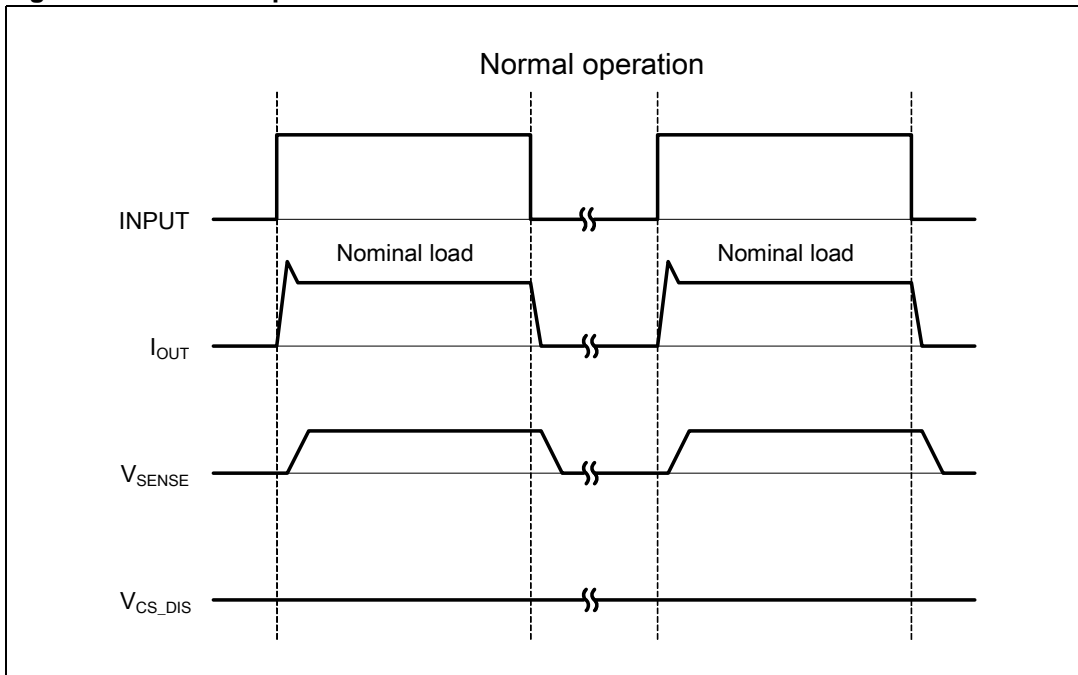 Normal operation
INPUT
Nominal load Nominal load
I_OUT
V_SENSE
V_CS_DIS